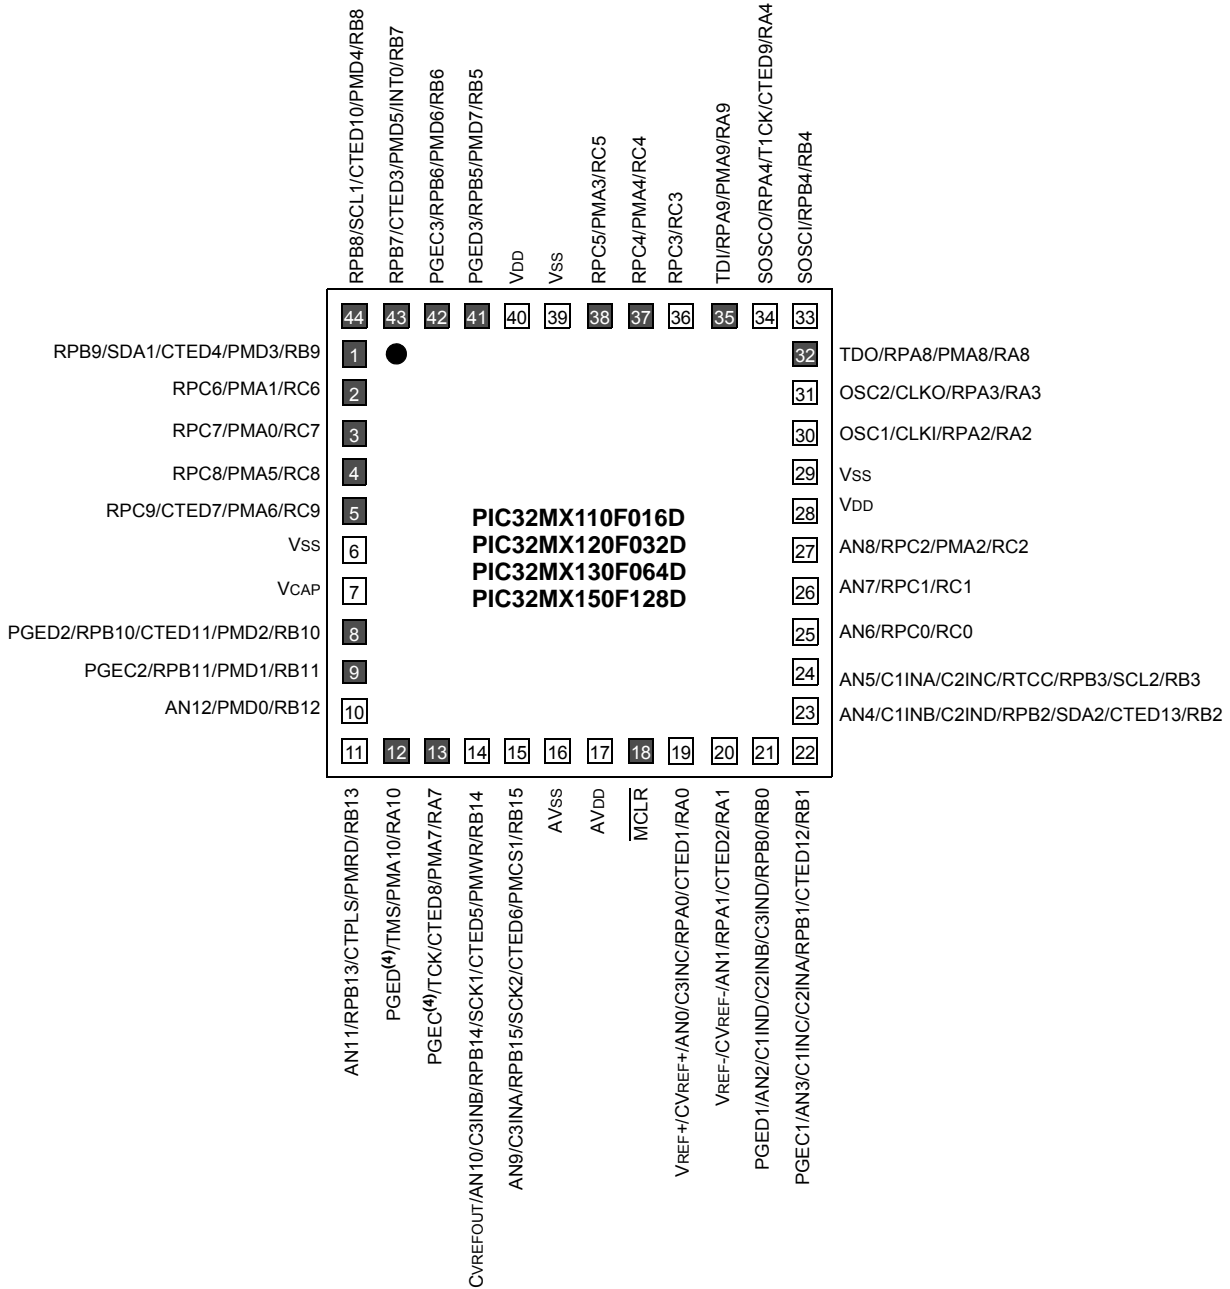 RPB8/SCL1/CTED10/PMD4/RB8
RPB7/CTED3/PMD5/INT0/RB7
PGEC3/RPB6/PMD6/RB6
PGED3/RPB5/PMD7/RB5
VDD
VSS
RPC5/PMA3/RC5
RPC4/PMA4/RC4
RPC3/RC3
TDI/RPA9/PMA9/RA9
SOSCO/RPA4/T1CK/CTED9/RA4
SOSCI/RPB4/RB4
44 43 42 41 40 39 38 37 36 35 34 33
RPB9/SDA1/CTED4/PMD3/RB9 1
RPC6/PMA1/RC6 2
RPC7/PMA0/RC7 3
RPC8/PMA5/RC8 4
RPC9/CTED7/PMA6/RC9 5
VSS 6
VCAP 7
PGED2/RPB10/CTED11/PMD2/RB10 8
PGEC2/RPB11/PMD1/RB11 9
AN12/PMD0/RB12 10
PIC32MX110F016D
PIC32MX120F032D
PIC32MX130F064D
PIC32MX150F128D
32 TDO/RPA8/PMA8/RA8
31 OSC2/CLKO/RPA3/RA3
30 OSC1/CLKI/RPA2/RA2
29 VSS
28 VDD
27 AN8/RPC2/PMA2/RC2
26 AN7/RPC1/RC1
25 AN6/RPC0/RC0
24 AN5/C1INA/C2INC/RTCC/RPB3/SCL2/RB3
23 AN4/C1INB/C2IND/RPB2/SDA2/CTED13/RB2
11 12 13 14 15 16 17 18 19 20 21 22
AN11/RPB13/CTPLS/PMRD/RB13
PGED(4)/TMS/PMA10/RA10
PGEC(4)/TCK/CTED8/PMA7/RA7
CVREFOUT/AN10/C3INB/RPB14/SCK1/CTED5/PMWR/RB14
AN9/C3INA/RPB15/SCK2/CTED6/PMCS1/RB15
AVSS
AVDD
MCLR
VREF+/CVREF+/AN0/C3INC/RPA0/CTED1/RA0
VREF-/CVREF-/AN1/RPA1/CTED2/RA1
PGED1/AN2/C1IND/C2INB/C3IND/RPB0/RB0
PGEC1/AN3/C1INC/C2INA/RPB1/CTED12/RB1